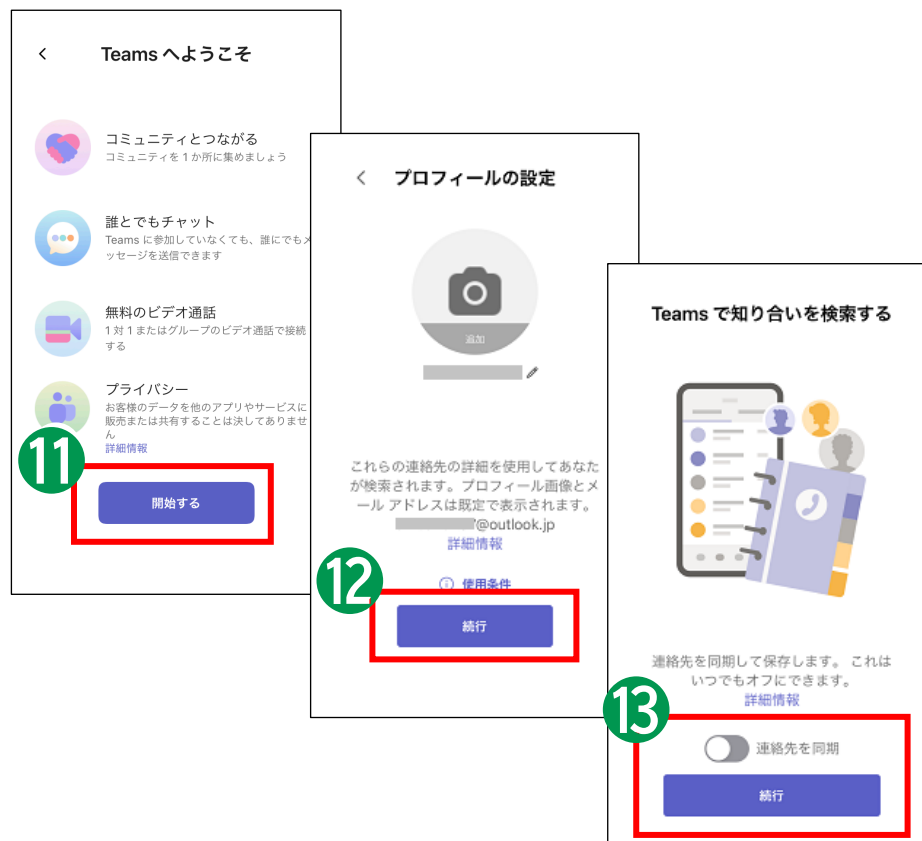 Teams へようこそ
コミュニティとつながる
コミュニティを 1 か所に集めましょう
誰とでもチャット
Teams に参加していなくても、誰にでもメ
ッセージを送信できます
無料のビデオ通話
1 対 1 またはグループのビデオ通話で接続
する
プライバシー
お客様のデータを他のアプリやサービスに
販売または共有することは決してありませ
ん
詳細情報
11
開始する
プロフィールの設定
追加
これらの連絡先の詳細を使用してあなた
が検索されます。プロフィール画像とメ
ール アドレスは既定で表示されます。
@outlook.jp
詳細情報
使用条件
12
続行
Teams で知り合いを検索する
連絡先を同期して保存します。 これは
いつでもオフにできます。
詳細情報
13
連絡先を同期
続行